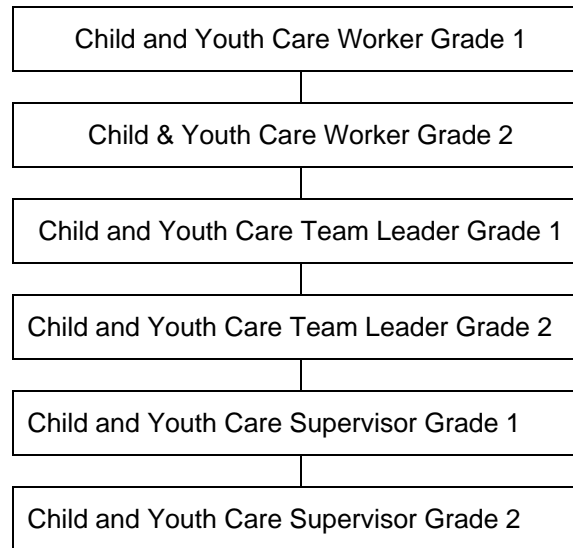 Child and Youth Care Worker Grade 1
Child & Youth Care Worker Grade 2
Child and Youth Care Team Leader Grade 1
Child and Youth Care Team Leader Grade 2
Child and Youth Care Supervisor Grade 1
Child and Youth Care Supervisor Grade 2